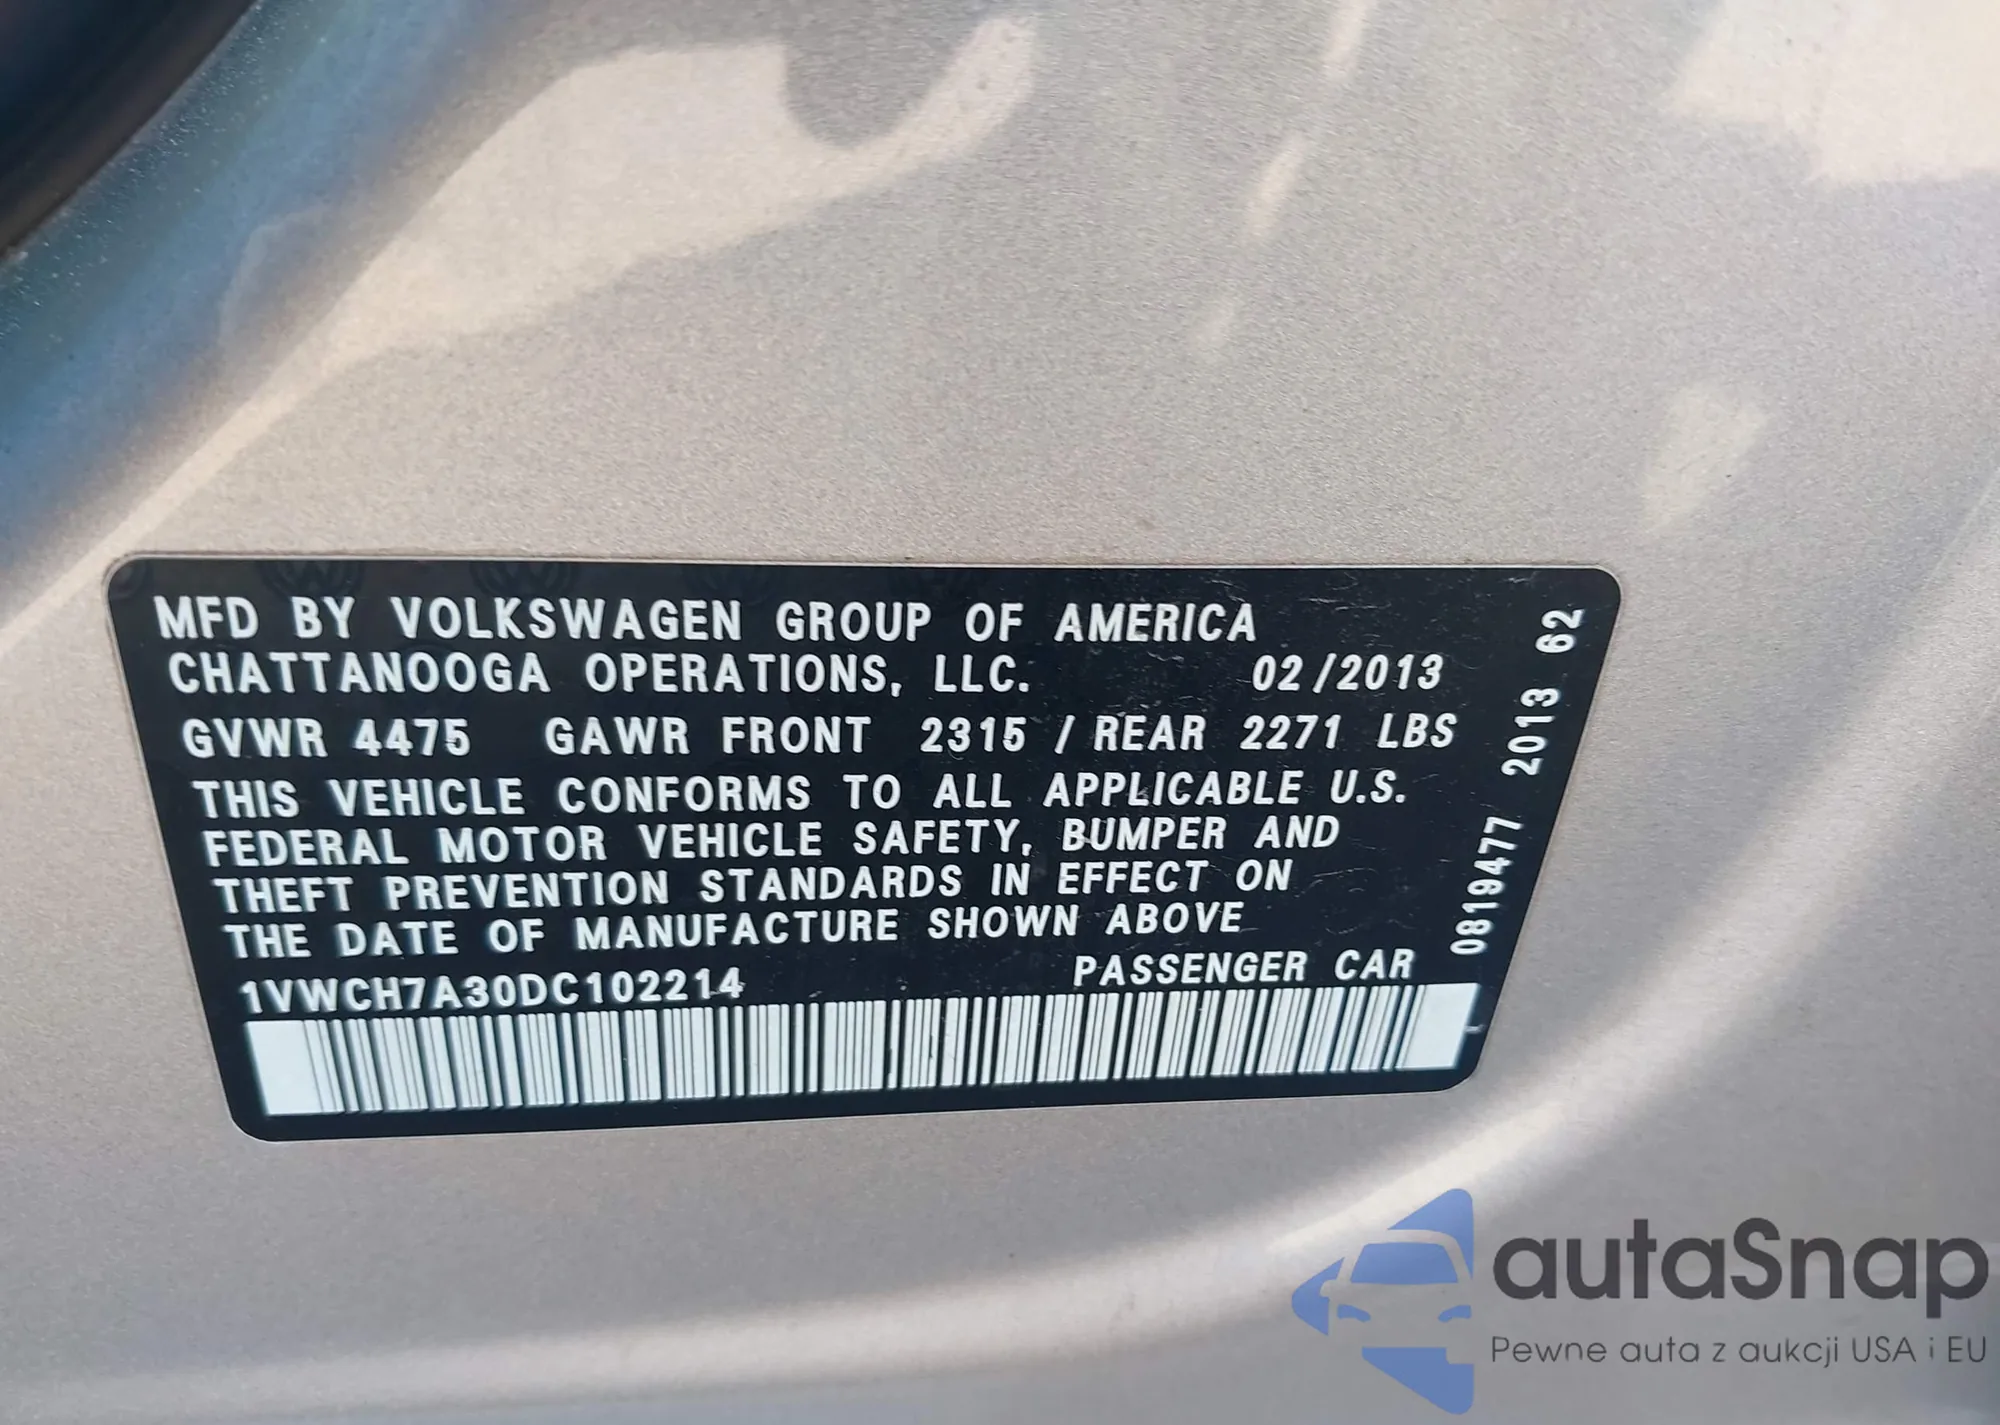 MFD BY VOLKSWAGEN GROUP OF AMERICA
CHATTANOOGA OPERATIONS, LLC. 02/2013
GVWR 4475 GAWR FRONT 2315 / REAR 2271 LBS
THIS VEHICLE CONFORMS TO ALL APPLICABLE U.S.
FEDERAL MOTOR VEHICLE SAFETY, BUMPER AND
THEFT PREVENTION STANDARDS IN EFFECT ON
THE DATE OF MANUFACTURE SHOWN ABOVE
1VWCH7A30DC102214 PASSENGER CAR
0819477 2013 62
autaSnap
Pewne auta z aukcji USA i EU